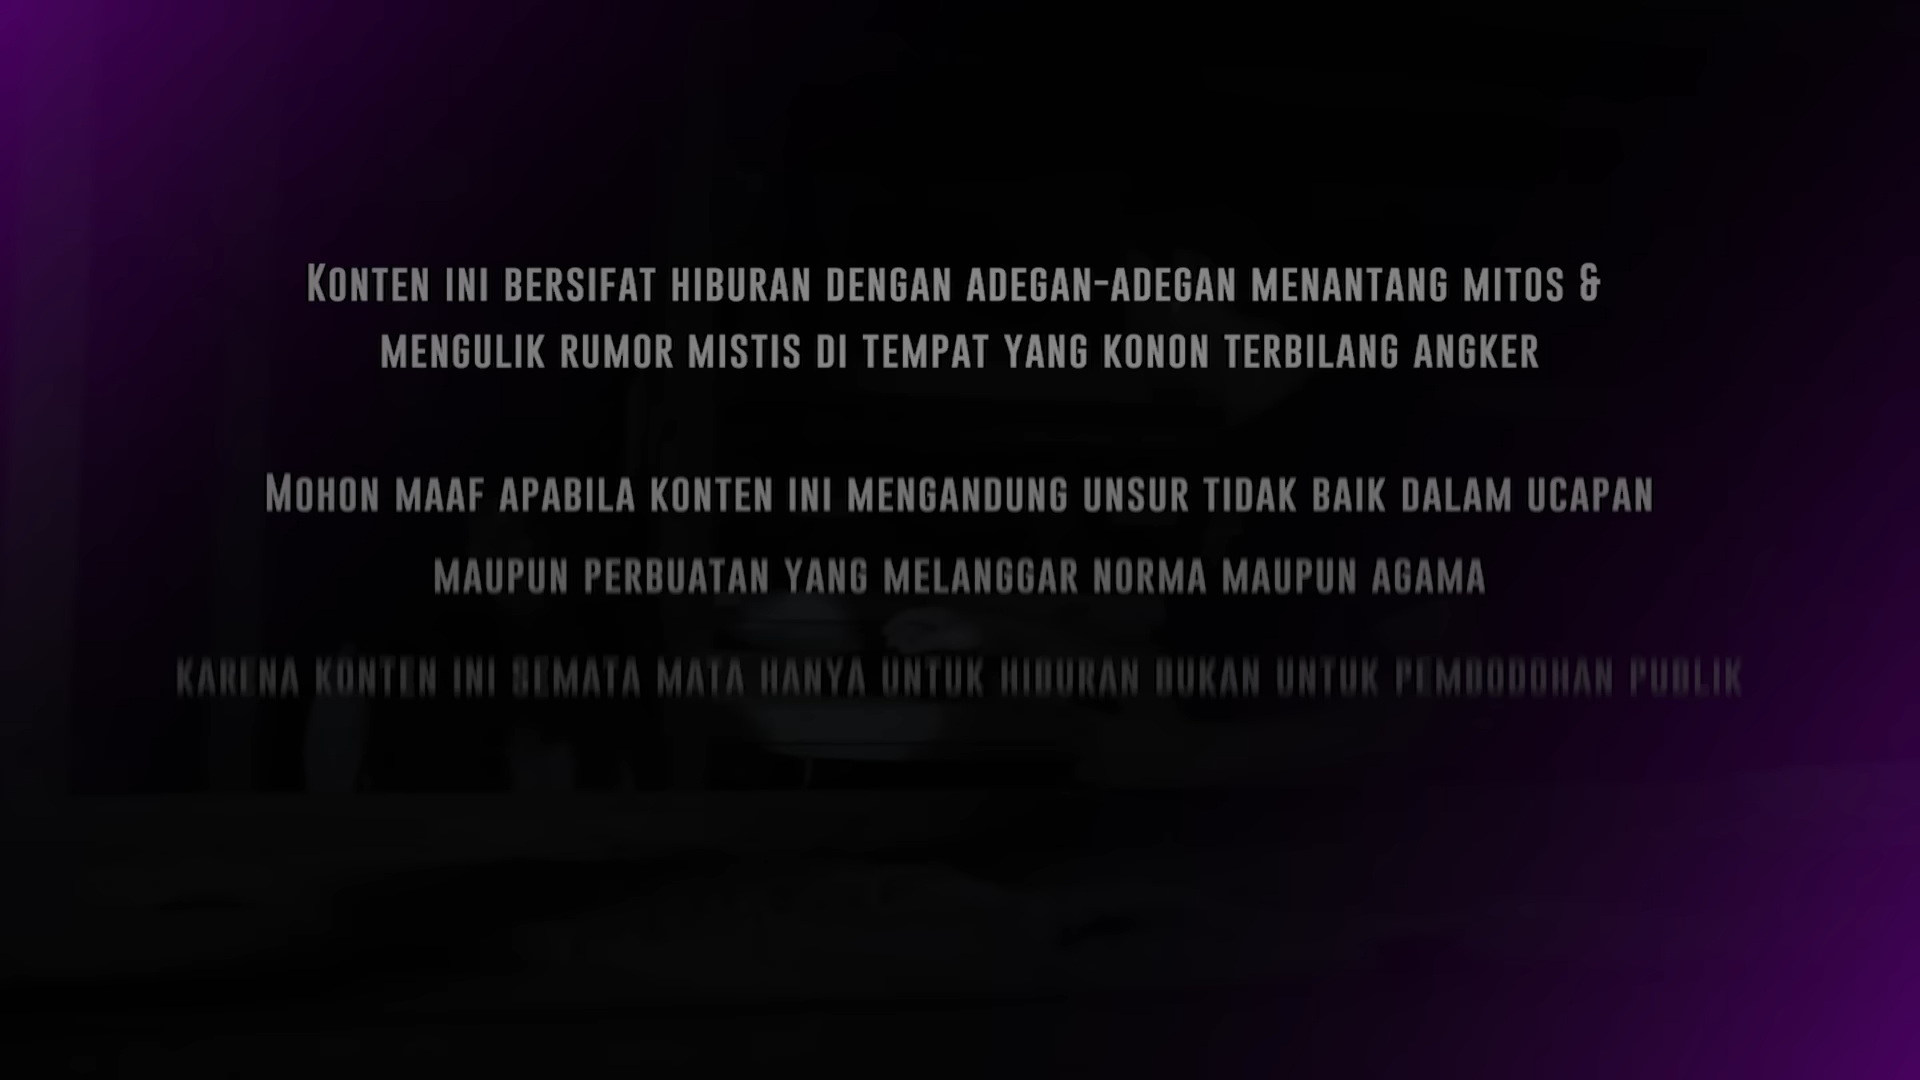 Konten ini bersifat hiburan dengan adegan-adegan menantang mitos &
mengulik rumor mistis di tempat yang konon terbilang angker
Mohon maaf apabila konten ini mengandung unsur tidak baik dalam ucapan
maupun perbuatan yang melanggar norma maupun agama
karena konten ini semata mata hanya untuk hiburan bukan untuk pembodohan publik